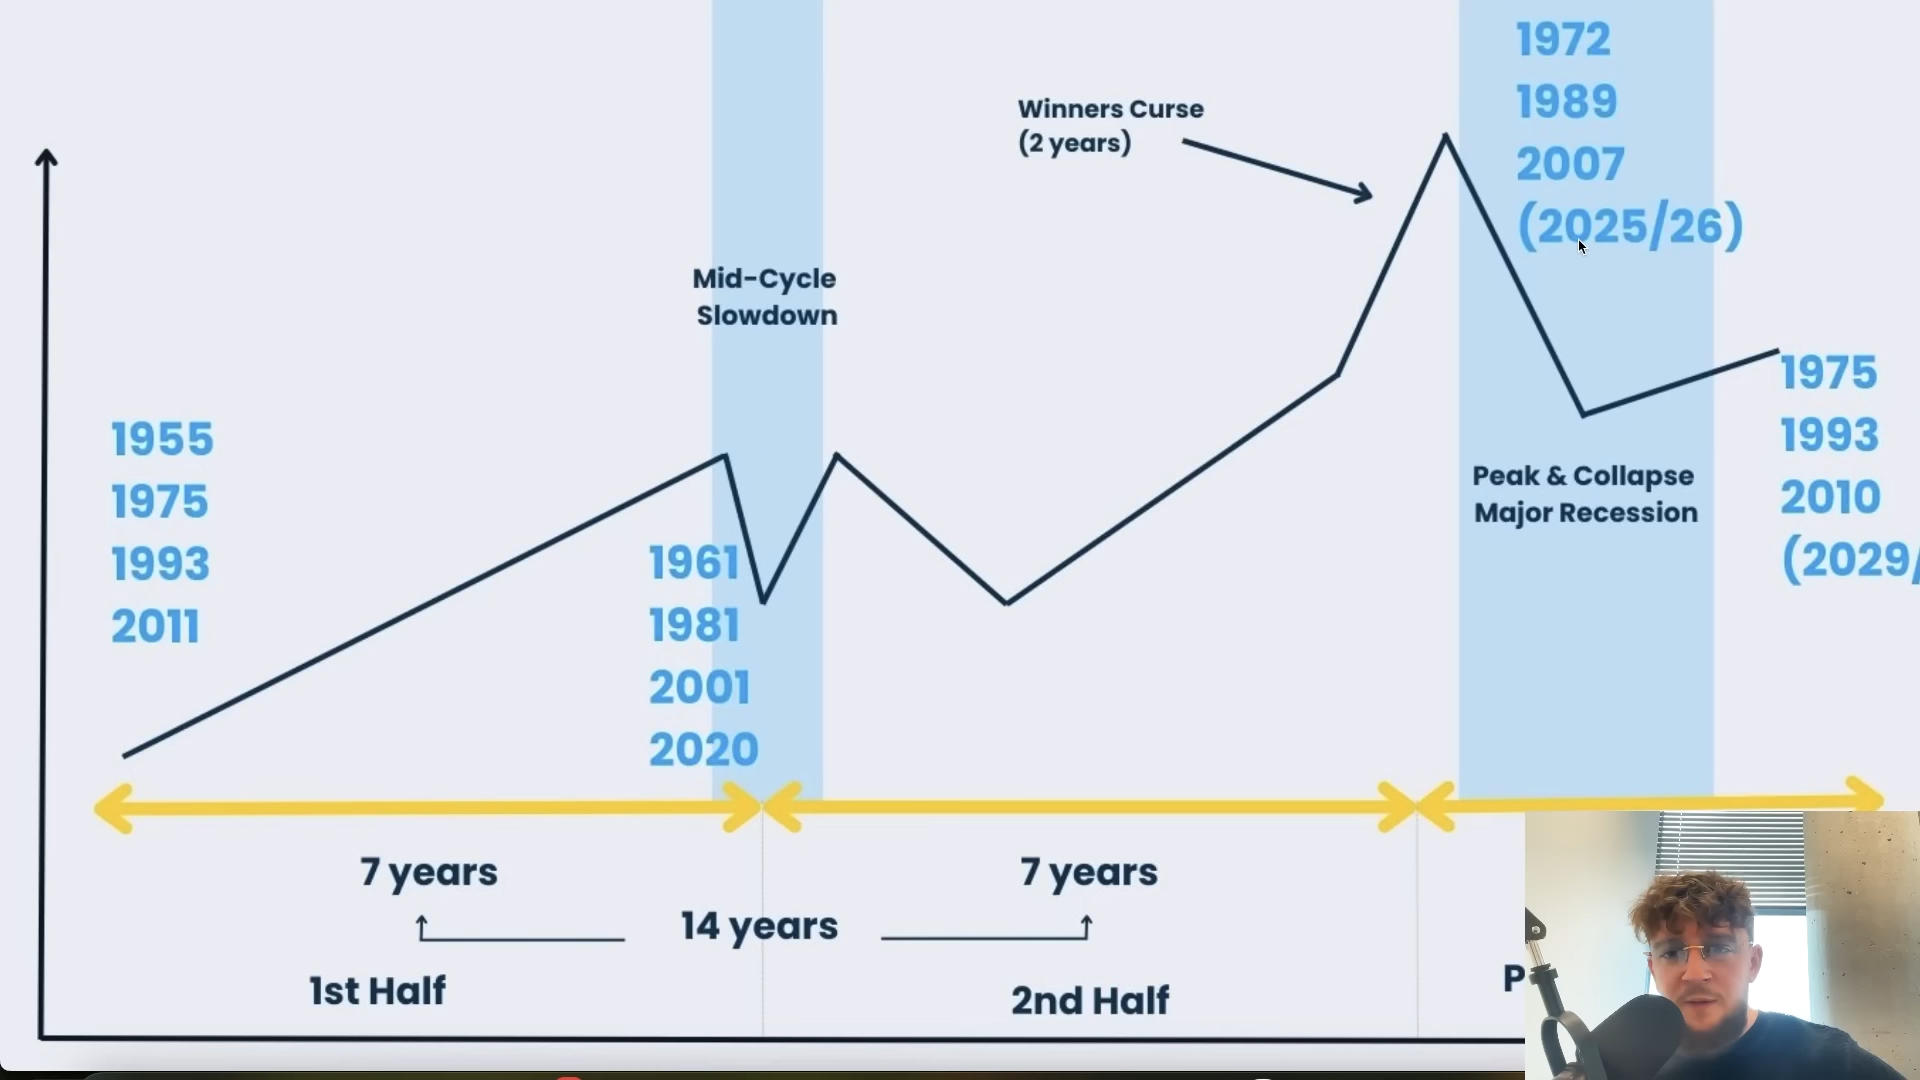 1972
1989
2007
(2025/26)
Winners Curse
(2 years)
Mid-Cycle
Slowdown
1955
1975
1993
2011
1961
1981
2001
2020
Peak & Collapse
Major Recession
1975
1993
2010
(2029/
7 years
7 years
14 years
1st Half
2nd Half
P